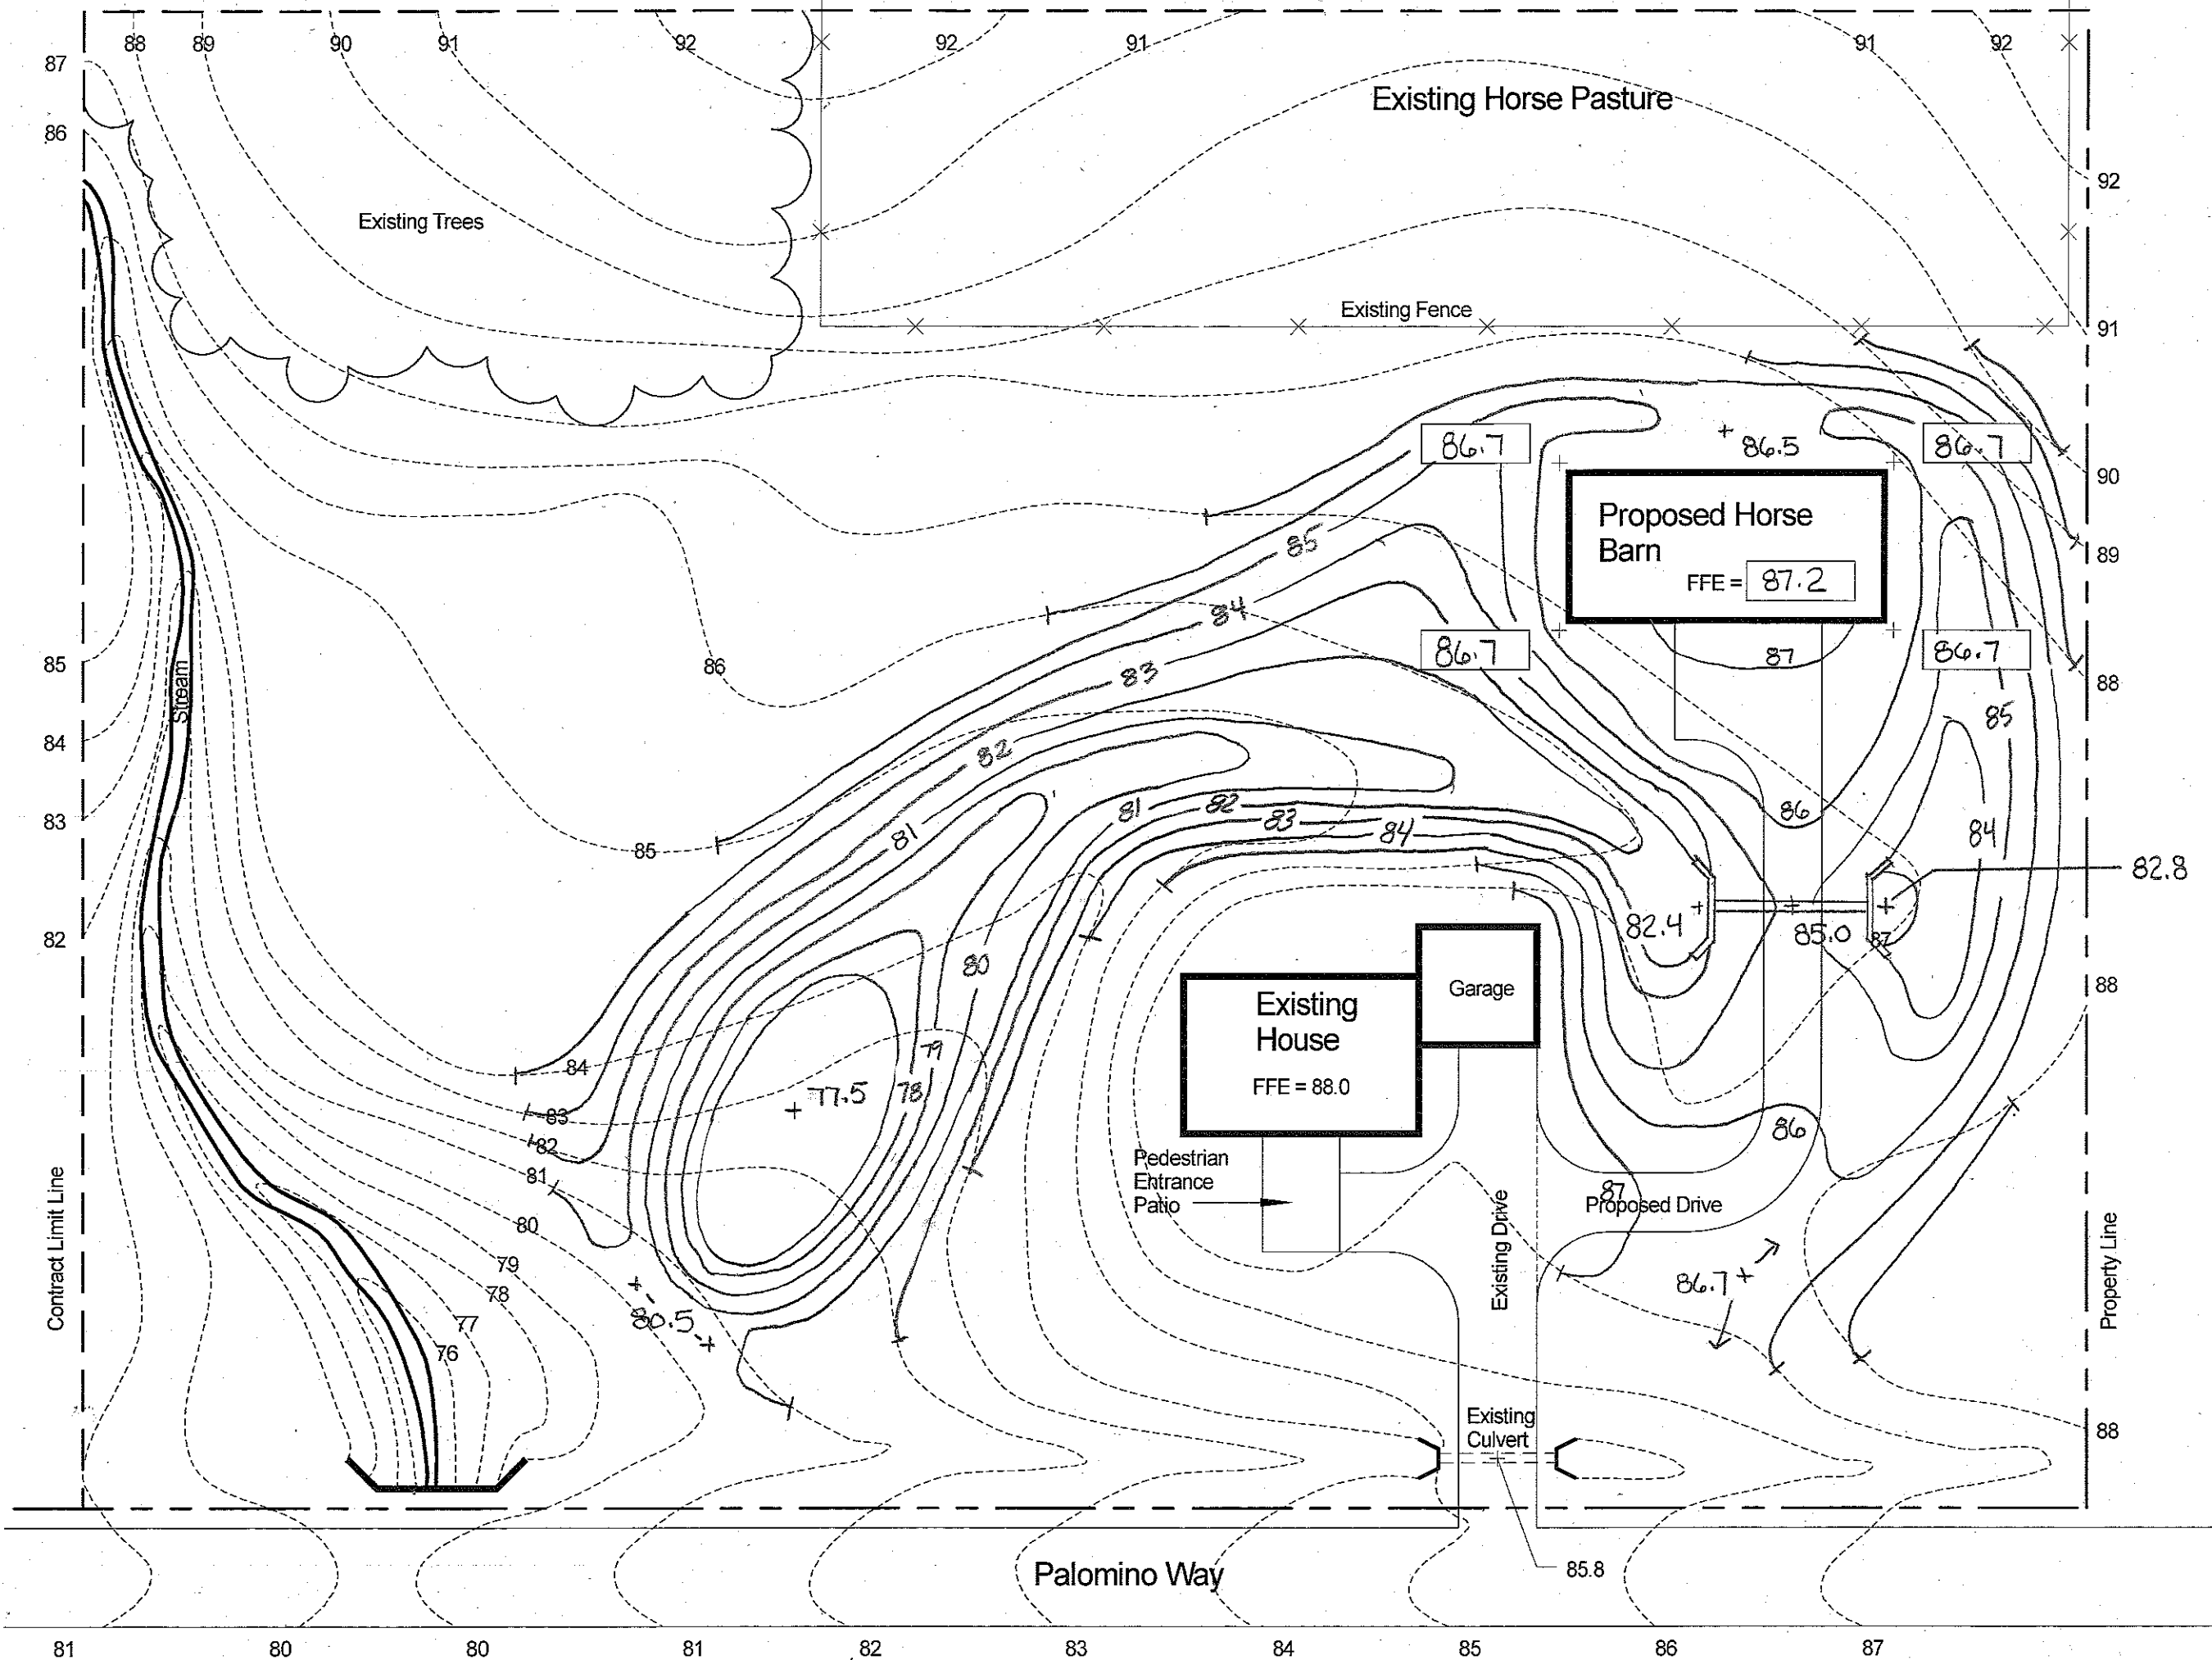 88 89 90 91 92 92 91 91 92
87
86
Existing Horse Pasture
92
Existing Trees
Existing Fence
91
86.7
86.5
86.7
90
Proposed Horse
Barn
FFE = 87.2
85
89
84
85
86
86.7
87
86.7
88
Stream
83
85
84
82
83
81
82
83
84
86
84
85
81
82.8
82
80
82.4
85.0
87
Existing
House
FFE = 88.0
Garage
88
79
84
77.5
78
83
82
86
81
Pedestrian
Entrance
Patio
Contract Limit Line
80
79
78
77
76
80.5
87
Proposed Drive
Existing Drive
86.7
Property Line
Existing
Culvert
88
Palomino Way
85.8
81 80 80 81 82 83 84 85 86 87